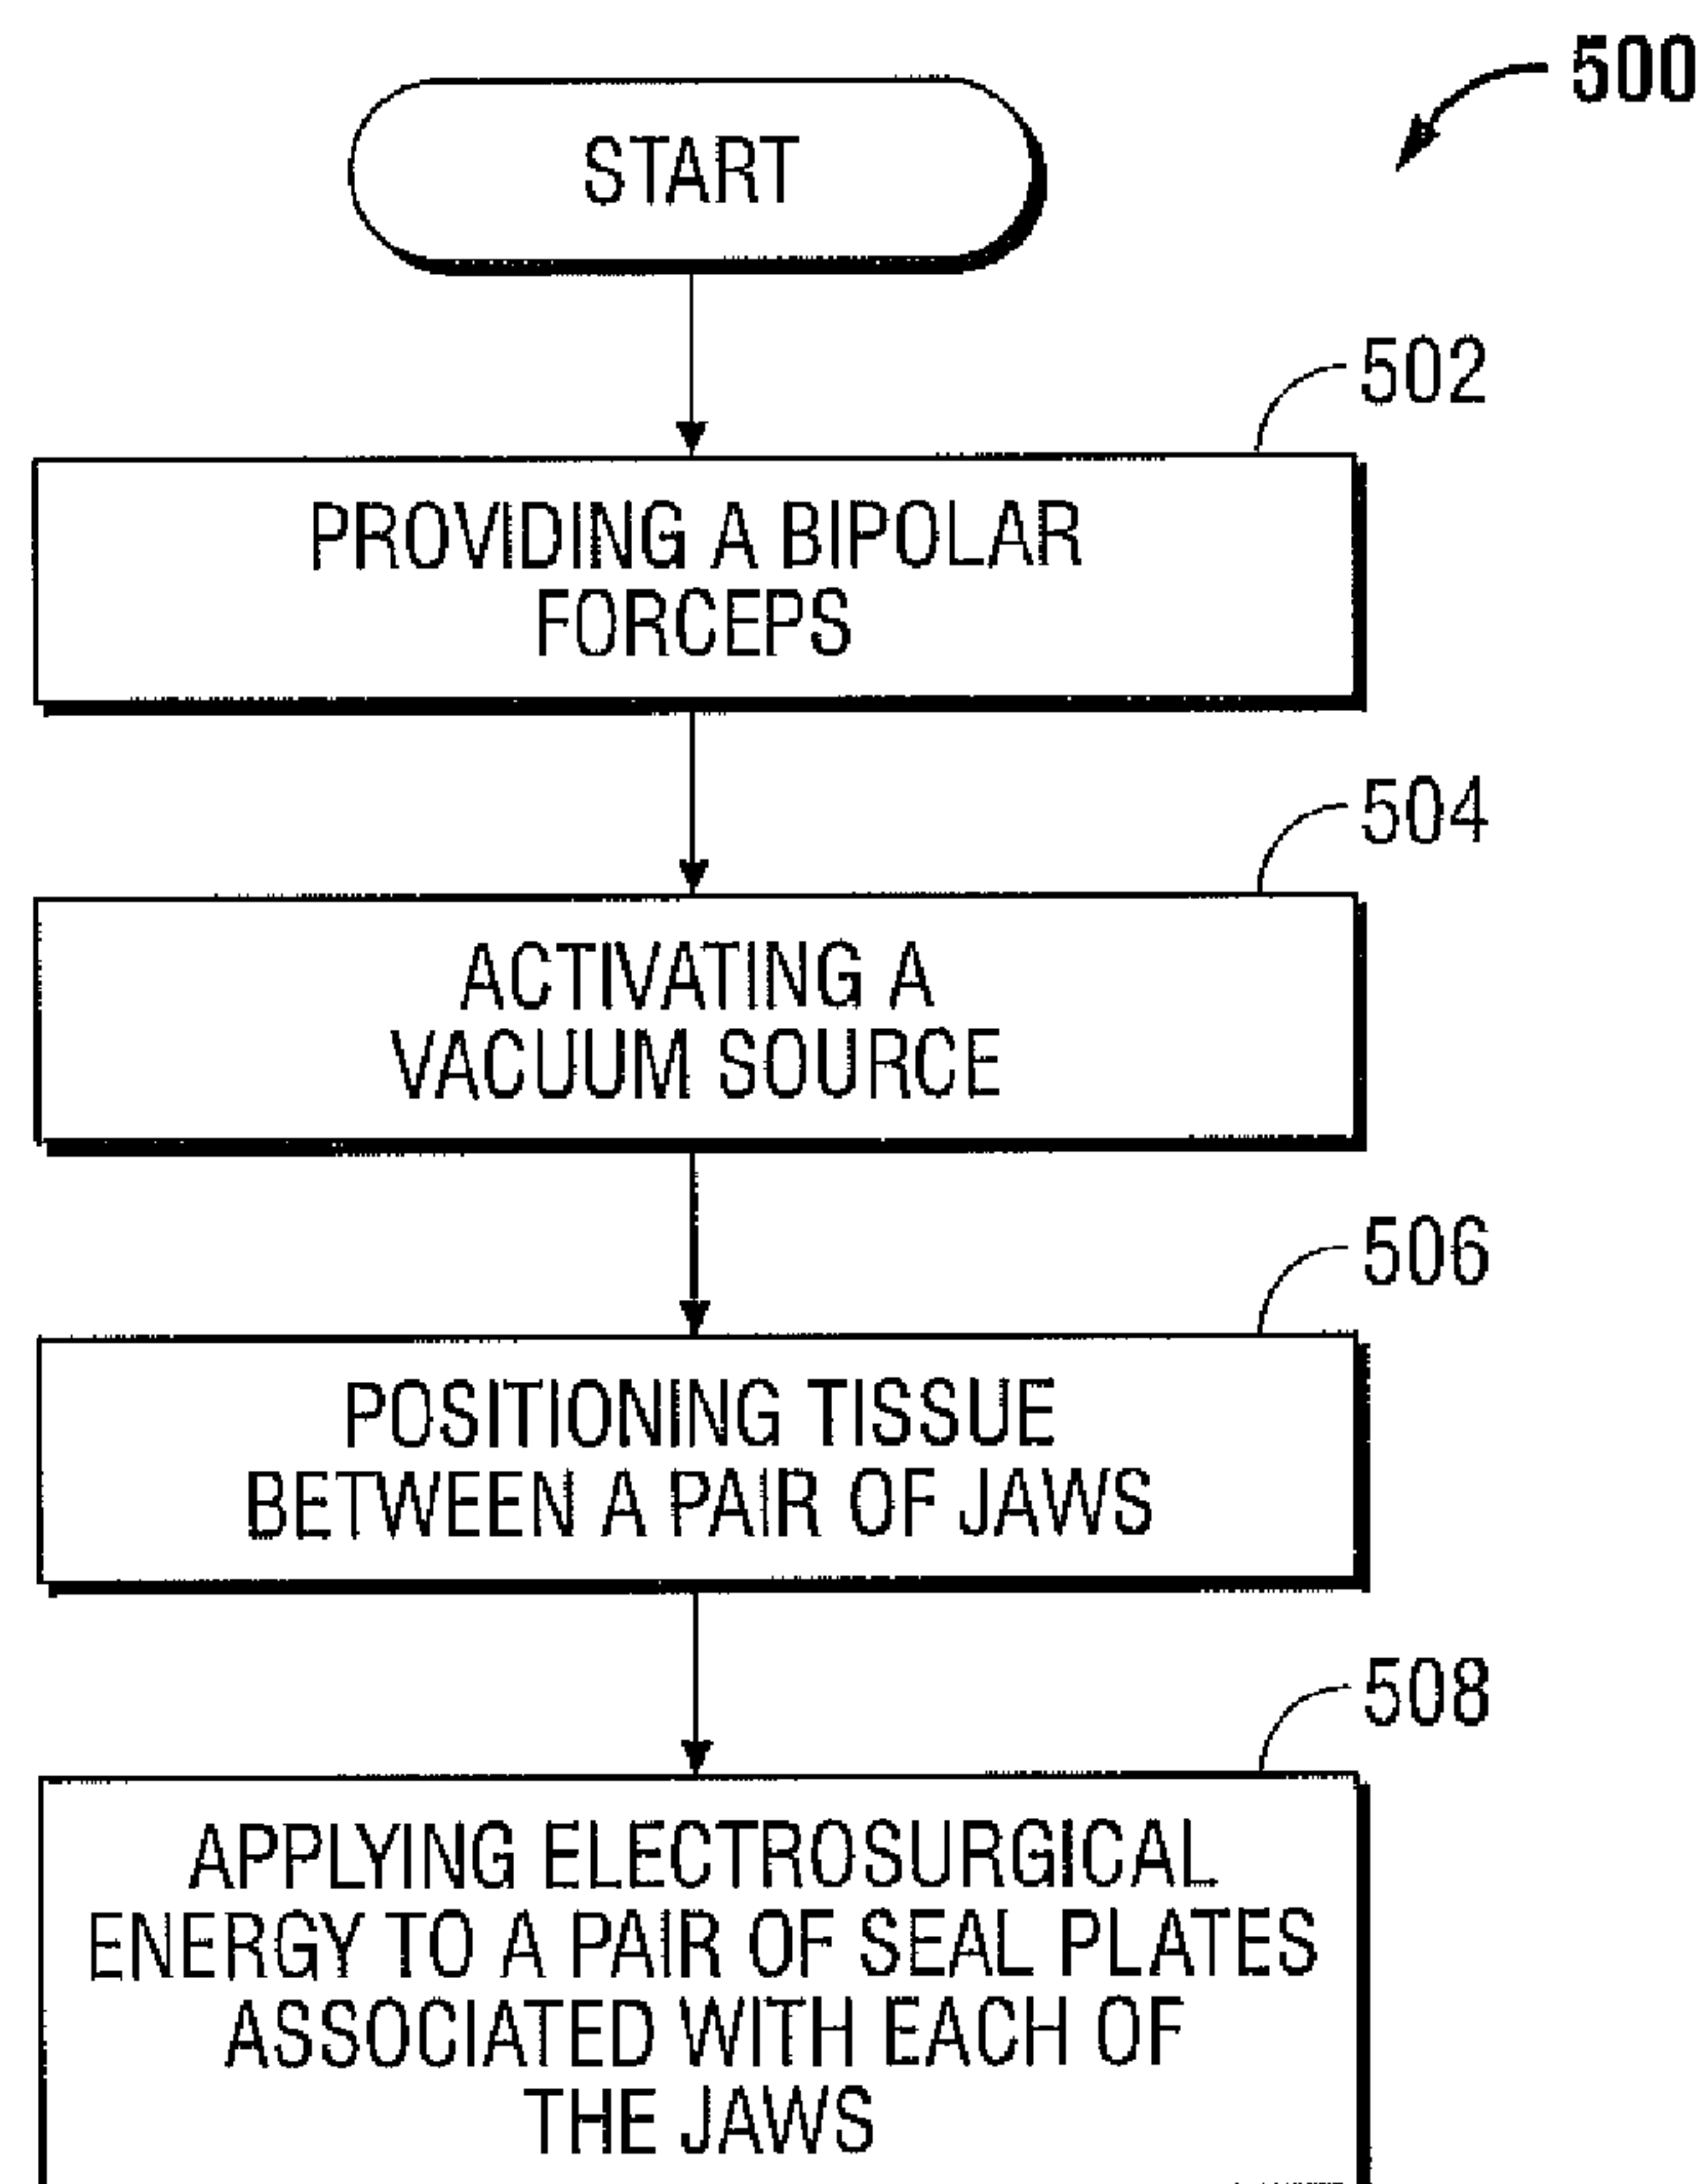 500
START
502
PROVIDING A BIPOLAR
FORCEPS
504
ACTIVATING A
VACUUM SOURCE
506
POSITIONING TISSUE
BETWEEN A PAIR OF JAWS
508
APPLYING ELECTROSURGICAL
ENERGY TO A PAIR OF SEAL PLATES
ASSOCIATED WITH EACH OF
THE JAWS